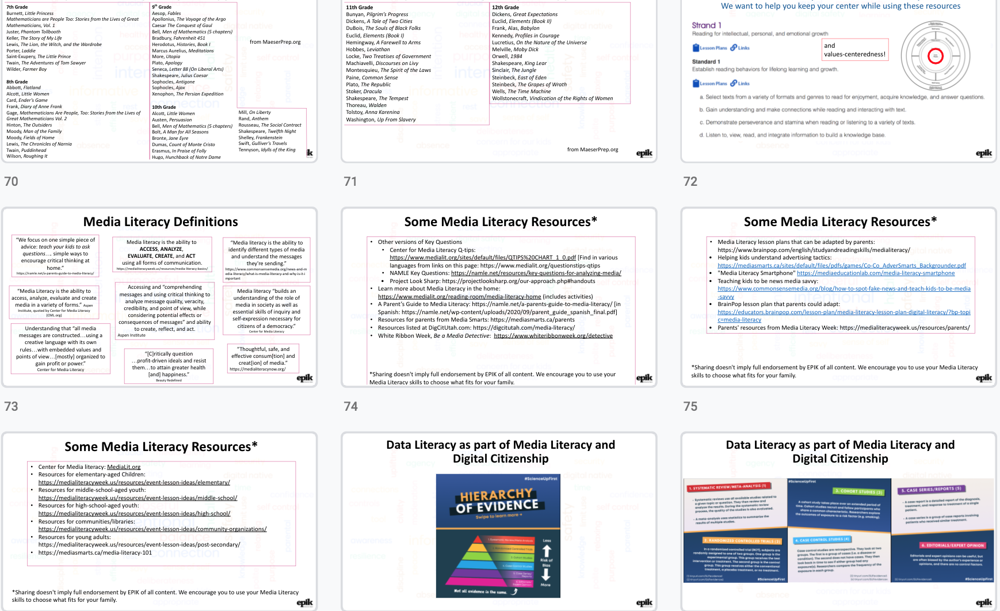 7th Grade
Burnett, Little Princess
Mathematicians are People Too: Stories from the Lives of Great
Mathematicians, Vol. 1
Juster, Phantom Tollbooth
Keller, The Story of My Life
Lewis, The Lion, the Witch, and the Wardrobe
Porter, Laddie
Saint-Exupery, The Little Prince
Twain, The Adventures of Tom Sawyer
Wilder, Farmer Boy
8th Grade
Abbott, Flatland
Alcott, Little Women
Card, Ender's Game
Frank, Diary of Anne Frank
Gage, Mathematicians Are People, Too: Stories from the Lives of
Great Mathematicians Vol. 2
Hinton, The Outsiders
Moody, Man of the Family
Moody, Fields of Home
Lewis, The Chronicles of Narnia
Twain, Puddinhead
Wilson, Roughing It
9th Grade
Aesop, Fables
Apollonius, The Voyage of the Argo
Caesar The Conquest of Gaul
Bell, Men of Mathematics (5 chapters)
Bradbury, Fahrenheit 451
Herodotus, Histories, Book I
Marcus Aurelius, Meditations
More, Utopia
Plato, Apology
Seneca, Letter 88 (On Liberal Arts)
Shakespeare, Julius Caesar
Sophocles, Antigone
Sophocles, Ajax
Xenophon, The Persian Expedition
10th Grade
Alcott, Little Women
Austen, Persuasion
Bell, Men of Mathematics (5 chapters)
Bolt, A Man for All Seasons
Bronte, Jane Eyre
Dumas, Count of Monte Cristo
Erasmus, In Praise of Folly
Hugo, Hunchback of Notre Dame
from MaeserPrep.org
Mill, On Liberty
Rand, Anthem
Rousseau, The Social Contract
Shakespeare, Twelfth Night
Shelley, Frankenstein
Swift, Gulliver's Travels
Tennyson, Idylls of the King
11th Grade
Bunyan, Pilgrim's Progress
Dickens, A Tale of Two Cities
DuBois, The Souls of Black Folks
Euclid, Elements (Book I)
Hemingway, A Farewell to Arms
Hobbes, Leviathan
Locke, Two Treatises of Government
Machiavelli, Discourses on Livy
Montesquieu, The Spirit of the Laws
Paine, Common Sense
Plato, The Republic
Stoker, Dracula
Shakespeare, The Tempest
Thoreau, Walden
Tolstoy, Anna Karenina
Washington, Up From Slavery
12th Grade
Dickens, Great Expectations
Euclid, Elements (Book II)
Frank, Alas, Babylon
Kennedy, Profiles in Courage
Lucretius, On the Nature of the Universe
Melville, Moby Dick
Orwell, 1984
Shakespeare, King Lear
Sinclair, The Jungle
Steinbeck, East of Eden
Steinbeck, The Grapes of Wrath
Wells, The Time Machine
Wollstonecraft, Vindication of the Rights of Women
from MaeserPrep.org
epik
We want to help you keep your center while using these resources
Strand 1
Reading for intellectual, personal, and emotional growth
Lesson Plans Links
and
values-centeredness!
Standard 1
Establish reading behaviors for lifelong learning and growth.
Lesson Plans Links
a. Select texts from a variety of formats and genres to read for enjoyment, acquire knowledge, and answer questions.
b. Gain understanding and make connections while reading and interacting with text.
c. Demonstrate perseverance and stamina when reading or listening to a variety of texts.
d. Listen to, view, read, and integrate information to build a knowledge base.
epik
70
71
72
Media Literacy Definitions
"We focus on one simple piece of
advice: teach your kids to ask
questions…. simple ways to
encourage critical thinking at
home."
https://namle.net/a-parents-guide-to-media-literacy/
Media literacy is the ability to
ACCESS, ANALYZE,
EVALUATE, CREATE, and ACT
using all forms of communication.
https://medialiteracyweek.us/resources/media-literacy-basics/
"Media literacy is the ability to
identify different types of media
and understand the messages
they're sending."
https://www.commonsensemedia.org/news-and-m
edia-literacy/what-is-media-literacy-and-why-is-it-i
mportant
"Media Literacy is the ability to
access, analyze, evaluate and create
media in a variety of forms." Aspen
Institute, quoted by Center for Media Literacy
(CML.org)
Accessing and "comprehending
messages and using critical thinking to
analyze message quality, veracity,
credibility, and point of view, while
considering potential effects or
consequences of messages" and ability
to create, reflect, and act.
Aspen Institute
Media literacy "builds an
understanding of the role of
media in society as well as
essential skills of inquiry and
self-expression necessary for
citizens of a democracy."
Center for Media Literacy
Understanding that "all media
messages are constructed…using a
creative language with its own
rules…with embedded values and
points of view…[mostly] organized to
gain profit or power."
Center for Media Literacy
"[C]ritically question
…profit-driven ideals and resist
them…to attain greater health
[and] happiness."
Beauty Redefined
"Thoughtful, safe, and
effective consum[tion] and
creat[ion] of media."
https://medialiteracynow.org/
epik
Some Media Literacy Resources*
• Other versions of Key Questions
• Center for Media Literacy Q-tips:
https://www.medialit.org/sites/default/files/QTIPS%20CHART_1_0.pdf [Find in various
languages from links on this page: https://www.medialit.org/questionstips-qtips
• NAMLE Key Questions: https://namle.net/resources/key-questions-for-analyzing-media/
• Project Look Sharp: https://projectlooksharp.org/our-approach.php#handouts
• Learn more about Media Literacy in the home:
https://www.medialit.org/reading-room/media-literacy-home (includes activities)
• A Parent's Guide to Media Literacy: https://namle.net/a-parents-guide-to-media-literacy/ [in
Spanish: https://namle.net/wp-content/uploads/2020/09/parent_guide_spanish_final.pdf]
• Resources for parents from Media Smarts: https://mediasmarts.ca/parents
• Resources listed at DigCitUtah.com: https://digcitutah.com/media-literacy/
• White Ribbon Week, Be a Media Detective: https://www.whiteribbonweek.org/detective
*Sharing doesn't imply full endorsement by EPIK of all content. We encourage you to use your
Media Literacy skills to choose what fits for your family.
epik
Some Media Literacy Resources*
• Media Literacy lesson plans that can be adapted by parents:
https://www.brainpop.com/english/studyandreadingskills/medialiteracy/
• Helping kids understand advertising tactics:
https://mediasmarts.ca/sites/default/files/pdfs/games/Co-Co_AdverSmarts_Backgrounder.pdf
• "Media Literacy Smartphone" https://mediaeducationlab.com/media-literacy-smartphone
• Teaching kids to be news media savvy:
https://www.commonsensemedia.org/blog/how-to-spot-fake-news-and-teach-kids-to-be-media
-savvy
• BrainPop lesson plan that parents could adapt:
https://educators.brainpop.com/lesson-plan/media-literacy-lesson-plan-digital-literacy/?bp-topi
c=media-literacy
• Parents' resources from Media Literacy Week: https://medialiteracyweek.us/resources/parents/
*Sharing doesn't imply full endorsement by EPIK of all content. We encourage you to use your Media Literacy
skills to choose what fits for your family.
epik
73
74
75
Some Media Literacy Resources*
• Center for Media literacy: MediaLit.org
• Resources for elementary-aged Children:
https://medialiteracyweek.us/resources/event-lesson-ideas/elementary/
• Resources for middle-school-aged youth:
https://medialiteracyweek.us/resources/event-lesson-ideas/middle-school/
• Resources for high-school-aged youth:
https://medialiteracyweek.us/resources/event-lesson-ideas/high-school/
• Resources for communities/libraries:
https://medialiteracyweek.us/resources/event-lesson-ideas/community-organizations/
• Resources for young adults:
https://medialiteracyweek.us/resources/event-lesson-ideas/post-secondary/
• https://mediasmarts.ca/media-literacy-101
*Sharing doesn't imply full endorsement by EPIK of all content. We encourage you to use your Media Literacy
skills to choose what fits for your family.
epik
Data Literacy as part of Media Literacy and
Digital Citizenship
#ScienceUpFirst
HIERARCHY
OF EVIDENCE
Swipe to learn more
1. Systematic Review/Meta-Analysis
2. Randomized Controlled Trials
3. Cohort Studies
4. Case Control Studies
5. Case Series/
Reports
6. Editorials/
Expert Opinion
Less
Risk of
Bias
More
Not all evidence is the same.
epik
Data Literacy as part of Media Literacy and
Digital Citizenship
1. SYSTEMATIC REVIEW/META-ANALYSIS (1)
- Systematic reviews use all available studies related to
a given topic or question. They then review and
analyse the results. During the systematic review
process, the quality of the studies is also evaluated.
- A meta-analysis uses statistics to summarise the
results of multiple studies.
2. RANDOMIZED CONTROLLED TRIALS (2)
In a randomized controlled trial (RCT), subjects are
randomly assigned to one of two groups. One group is the
experimental group. This group receives the new
intervention or treatment. The second group is the control
group. This group receives either the conventional
treatment, a placebo treatment, or no treatment.
#ScienceUpFirst
#ScienceUpFirst
3. COHORT STUDIES (3)
A cohort study takes place over an extended period of
time. Cohort studies recruit and follow participants who
share a common characteristic. Researchers explore
the outcomes of exposure to a risk factor (e.g. smoking).
4. CASE CONTROL STUDIES (4)
Case control studies are retrospective. They look at two
groups. The first is a group of cases (i.e. a disease or
condition). The second does not have cases. They then
look back in time to see if either group had any
exposure(s). Researchers compare the frequency of the
exposure in each group.
5. CASE SERIES/REPORTS (5)
- A case report is a detailed report of the diagnosis,
treatment, and response to treatment of a single
patient.
- A case series is a group of case reports involving
patients who received similar treatment.
6. EDITORIALS/EXPERT OPINION
Editorials and expert opinions can be useful, but
are often biased by the author's experience or
opinions, and there are no control factors.
#ScienceUpFirst
epik